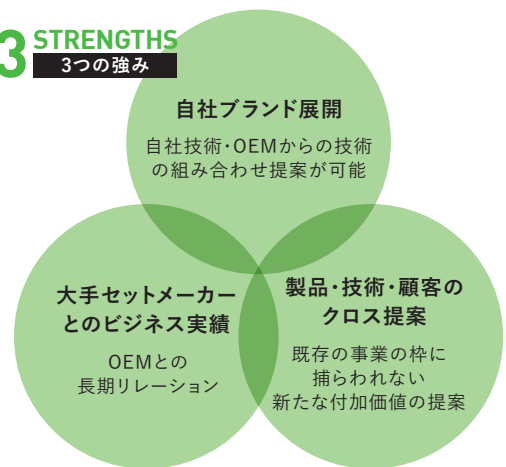 3 STRENGTHS
3つの強み
自社ブランド展開
自社技術・OEMからの技術
の組み合わせ提案が可能
大手セットメーカー
とのビジネス実績
OEMとの
長期リレーション
製品・技術・顧客の
クロス提案
既存の事業の枠に
捕らわれない
新たな付加価値の提案